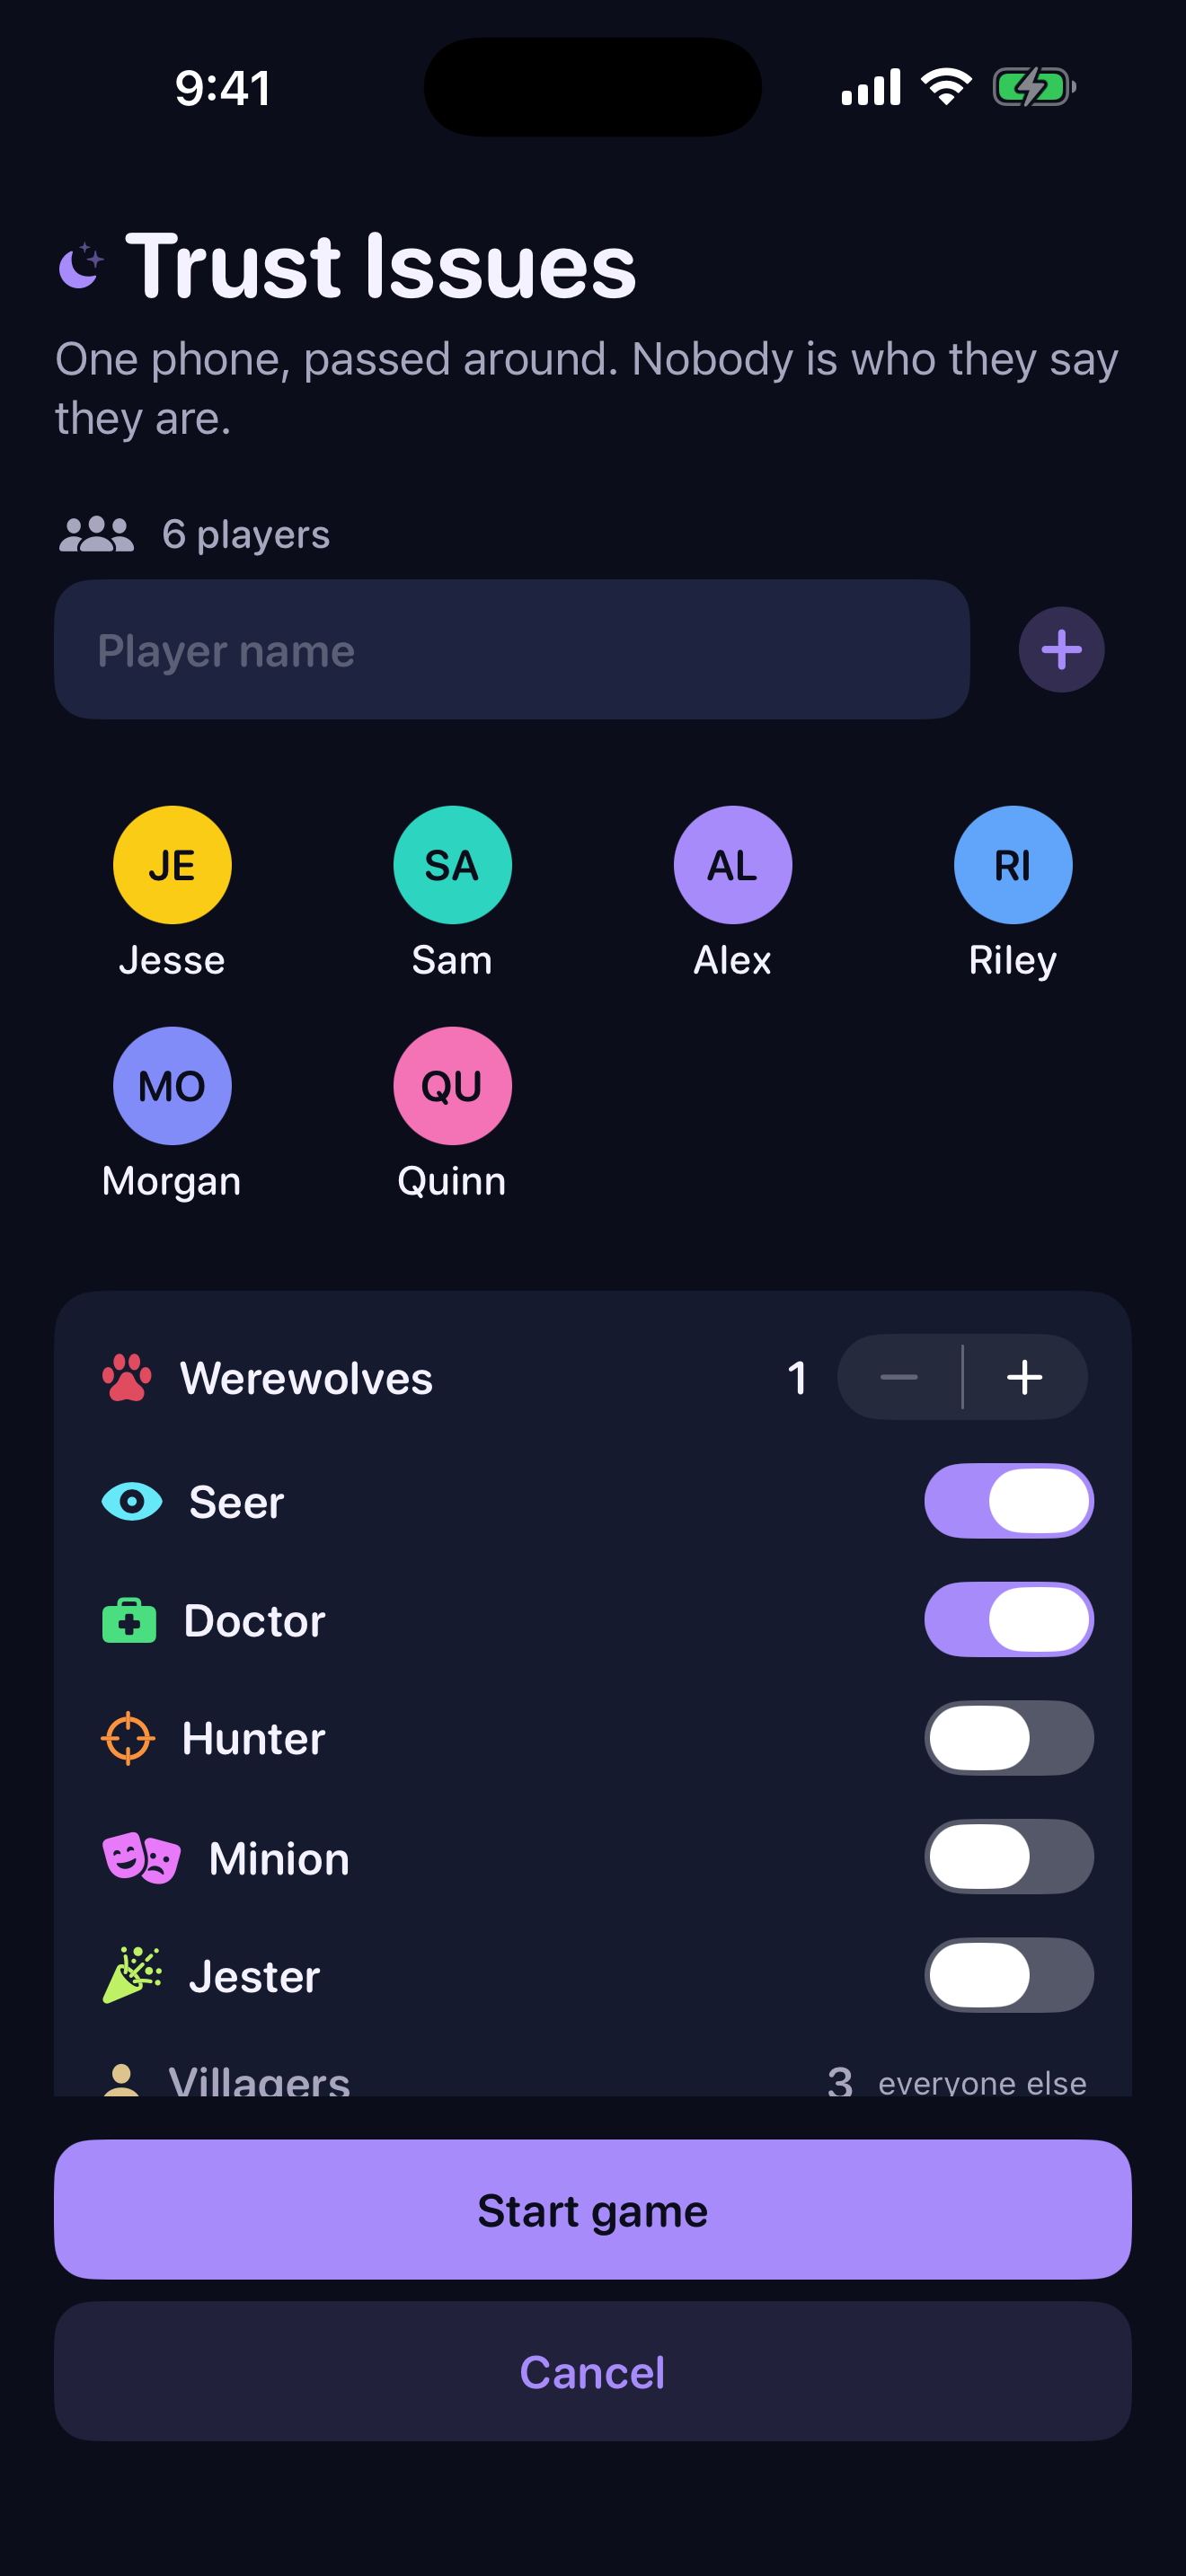 9:41
Trust Issues
One phone, passed around. Nobody is who they say
they are.
6 players
Player name
JE
SA
AL
RI
Jesse
Sam
Alex
Riley
MO
QU
Morgan
Quinn
Werewolves 1
Seer
Doctor
Hunter
Minion
Jester
Villagers 3 everyone else
Start game
Cancel